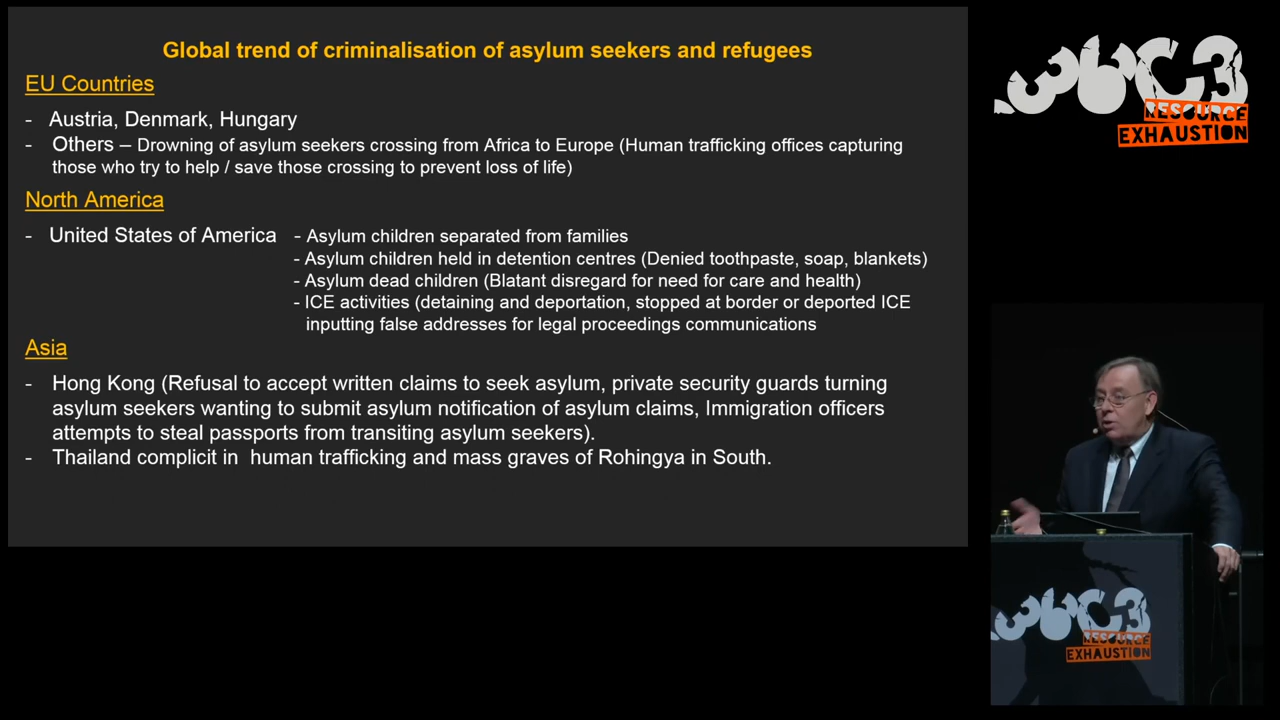 Global trend of criminalisation of asylum seekers and refugees
EU Countries
- Austria, Denmark, Hungary
- Others – Drowning of asylum seekers crossing from Africa to Europe (Human trafficking offices capturing
those who try to help / save those crossing to prevent loss of life)
North America
- United States of America - Asylum children separated from families
- Asylum children held in detention centres (Denied toothpaste, soap, blankets)
- Asylum dead children (Blatant disregard for need for care and health)
- ICE activities (detaining and deportation, stopped at border or deported ICE
inputting false addresses for legal proceedings communications
Asia
- Hong Kong (Refusal to accept written claims to seek asylum, private security guards turning
asylum seekers wanting to submit asylum notification of asylum claims, Immigration officers
attempts to steal passports from transiting asylum seekers).
- Thailand complicit in human trafficking and mass graves of Rohingya in South.
36C3
RESOURCE
EXHAUSTION
36C3
RESOURCE
EXHAUSTION